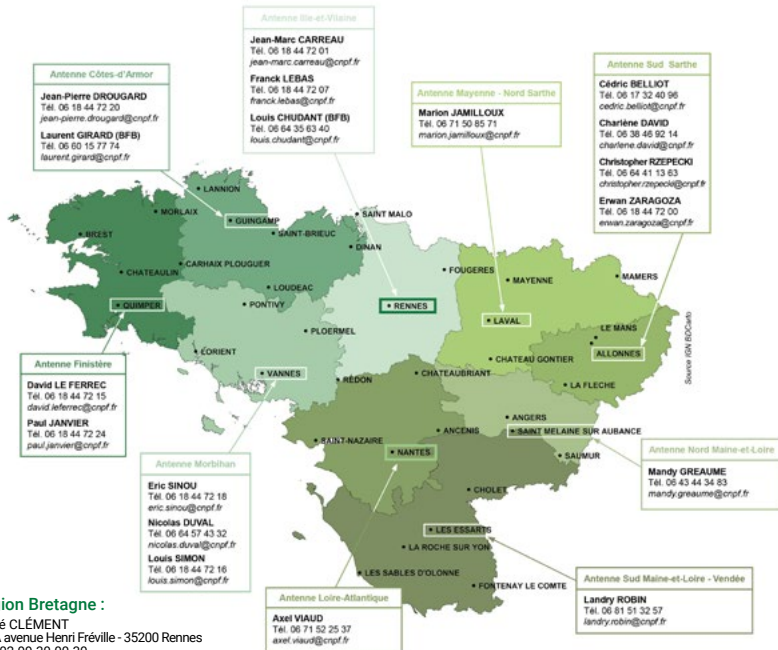 Antenne Ille-et-Vilaine
Jean-Marc CARREAU
Tél. 06 18 44 72 01
jean-marc.carreau@cnpf.fr
Franck LEBAS
Tél. 06 18 44 72 07
franck.lebas@cnpf.fr
Louis CHUDANT (BFB)
Tél. 06 64 35 63 40
louis.chudant@cnpf.fr
Antenne Côtes-d'Armor
Jean-Pierre DROUGARD
Tél. 06 18 44 72 20
jean-pierre.drougard@cnpf.fr
Laurent GIRARD (BFB)
Tél. 06 60 15 77 74
laurent.girard@cnpf.fr
Antenne Mayenne - Nord Sarthe
Marion JAMILLOUX
Tél. 06 71 50 85 71
marion.jamilloux@cnpf.fr
Antenne Sud Sarthe
Cédric BELLIOT
Tél. 06 17 32 40 96
cedric.belliot@cnpf.fr
Charlène DAVID
Tél. 06 38 46 92 14
charlene.david@cnpf.fr
Christopher RZEPECKI
Tél. 06 64 41 13 63
christopher.rzepecki@cnpf.fr
Erwan ZARAGOZA
Tél. 06 18 44 72 00
erwan.zaragoza@cnpf.fr
LANNION
MORLAIX
GUINGAMP
SAINT MALO
BREST
SAINT-BRIEUC
DINAN
CARHAIX PLOUGUER
CHATEAULIN
FOUGERES
MAYENNE
MAMERS
LOUDEAC
QUIMPER
PONTIVY
RENNES
LAVAL
PLOERMEL
LE MANS
ALLONNES
LORIENT
CHATEAU GONTIER
VANNES
REDON
CHATEAUBRIANT
LA FLECHE
Source IGN BDCarto
ANGERS
SAINT MELAINE SUR AUBANCE
ANCENIS
SAINT-NAZAIRE
NANTES
SAUMUR
CHOLET
LES ESSARTS
LA ROCHE SUR YON
LES SABLES D'OLONNE
FONTENAY LE COMTE
Antenne Finistère
David LE FERREC
Tél. 06 18 44 72 15
david.leferrec@cnpf.fr
Paul JANVIER
Tél. 06 18 44 72 24
paul.janvier@cnpf.fr
Antenne Morbihan
Eric SINOU
Tél. 06 18 44 72 18
eric.sinou@cnpf.fr
Nicolas DUVAL
Tél. 06 64 57 43 32
nicolas.duval@cnpf.fr
Louis SIMON
Tél. 06 18 44 72 16
louis.simon@cnpf.fr
Antenne Nord Maine-et-Loire
Mandy GREAUME
Tél. 06 43 44 34 83
mandy.greaume@cnpf.fr
Antenne Sud Maine-et-Loire - Vendée
Landry ROBIN
Tél. 06 81 51 32 57
landry.robin@cnpf.fr
Antenne Loire-Atlantique
Axel VIAUD
Tél. 06 71 52 25 37
axel.viaud@cnpf.fr
ion Bretagne :
é CLÉMENT
avenue Henri Fréville - 35200 Rennes